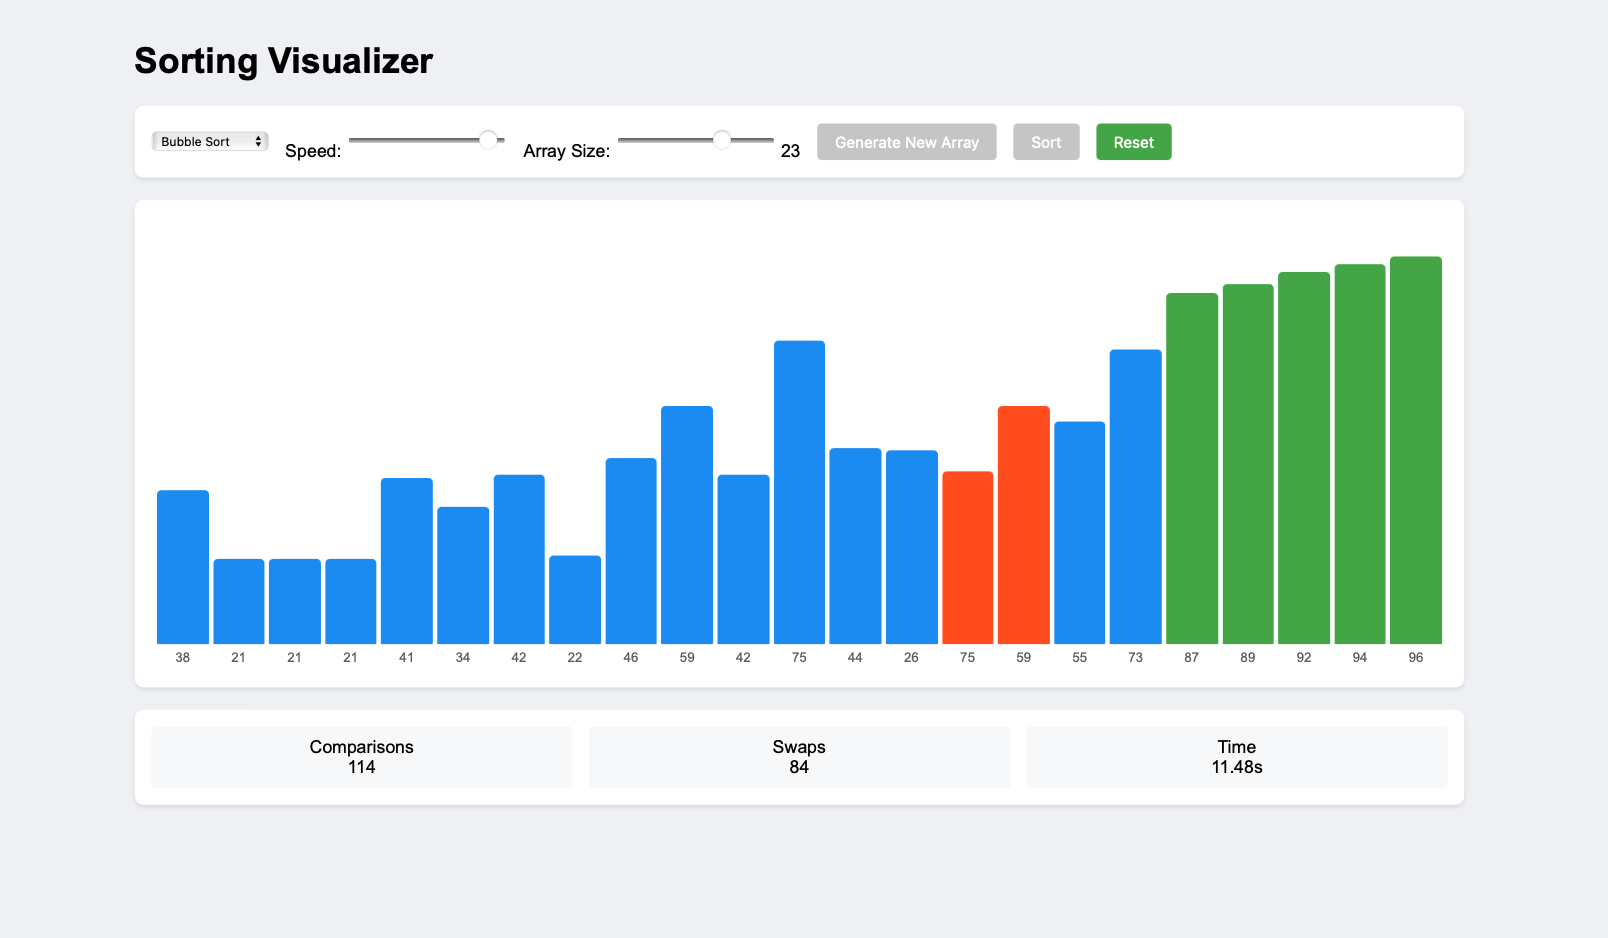 Sorting Visualizer
Bubble Sort Speed: Array Size: 23 Generate New Array Sort Reset
38 21 21 21 41 34 42 22 46 59 42 75 44 26 75 59 55 73 87 89 92 94 96
Comparisons Swaps Time
114 84 11.48s